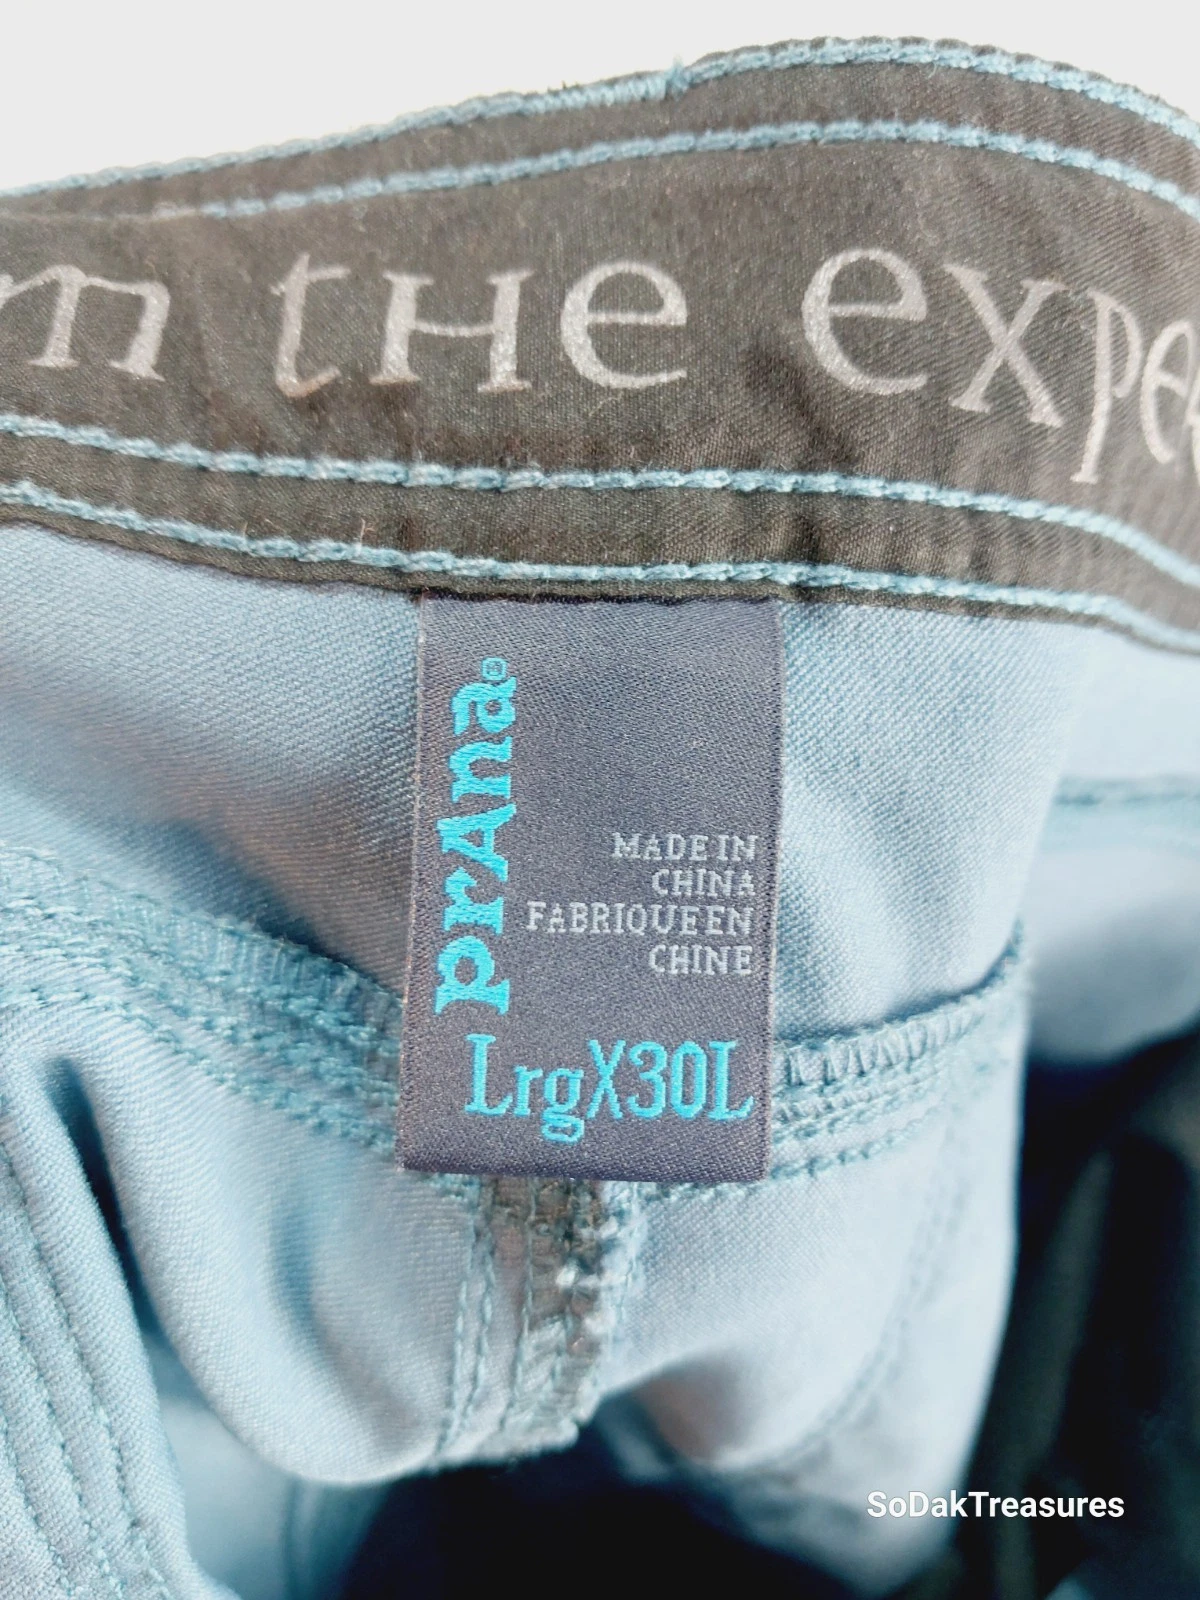 m tHe expe
prAna®
MADE IN
CHINA
FABRIQUE EN
CHINE
LrgX30L
SoDakTreasures